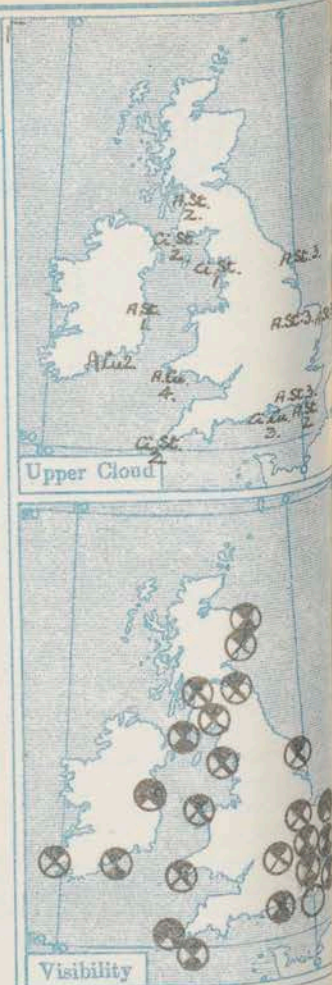 A.St.
2.
Ci.St.
2.
Ci.St.
1.
A.St.3.
A.St.
1.
A.St.3.
A.Cu.2.
A.Cu.
4.
A.St.3.
Ci.Cu.
3.
A.St.
2
Ci.St.
2.
Upper Cloud
Visibility